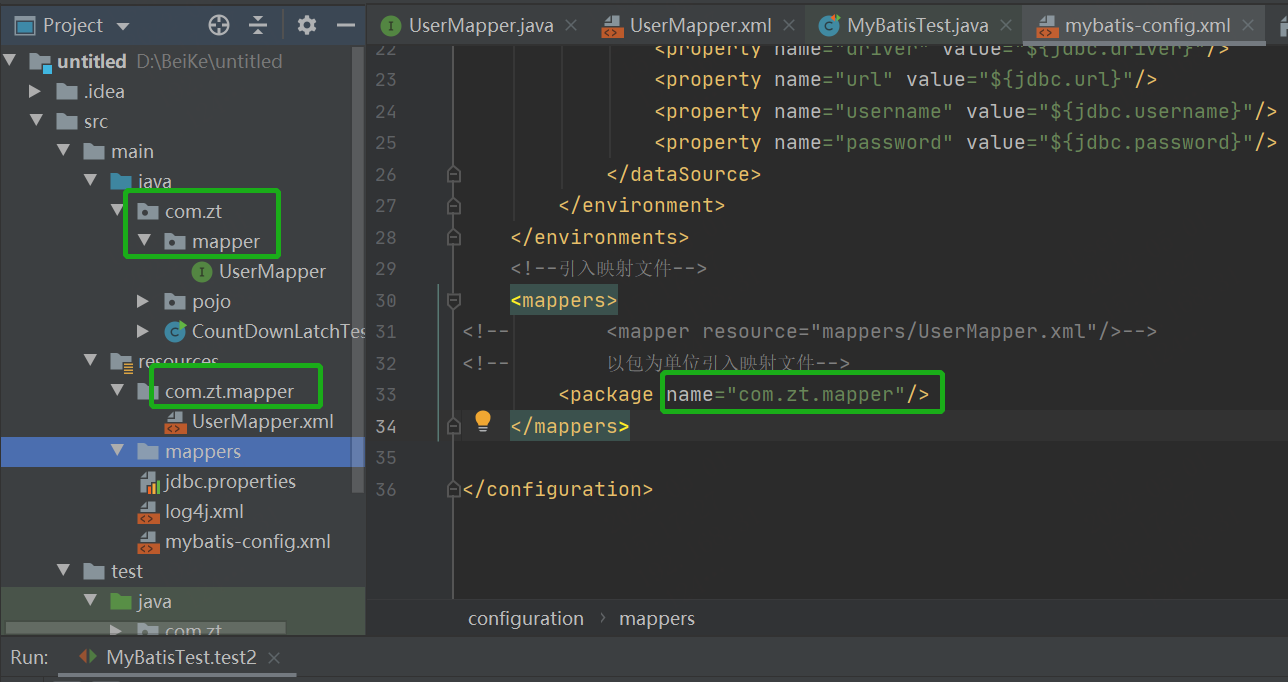 Project
UserMapper.java
UserMapper.xml
MyBatisTest.java
mybatis-config.xml
untitled D:\BeiKe\untitled
.idea
src
main
java
com.zt
mapper
UserMapper
pojo
CountDownLatchTes
resources
com.zt.mapper
UserMapper.xml
mappers
jdbc.properties
log4j.xml
mybatis-config.xml
test
java
com.zt
22 <property name="driver" value="${jdbc.driver}"/>
23 <property name="url" value="${jdbc.url}"/>
24 <property name="username" value="${jdbc.username}"/>
25 <property name="password" value="${jdbc.password}"/>
26 </dataSource>
27 </environment>
28 </environments>
29 <!--引入映射文件-->
30 <mappers>
31 <!-- <mapper resource="mappers/UserMapper.xml"/>-->
32 <!-- 以包为单位引入映射文件-->
33 <package name="com.zt.mapper"/>
34 </mappers>
35
36 </configuration>
configuration › mappers
Run: MyBatisTest.test2